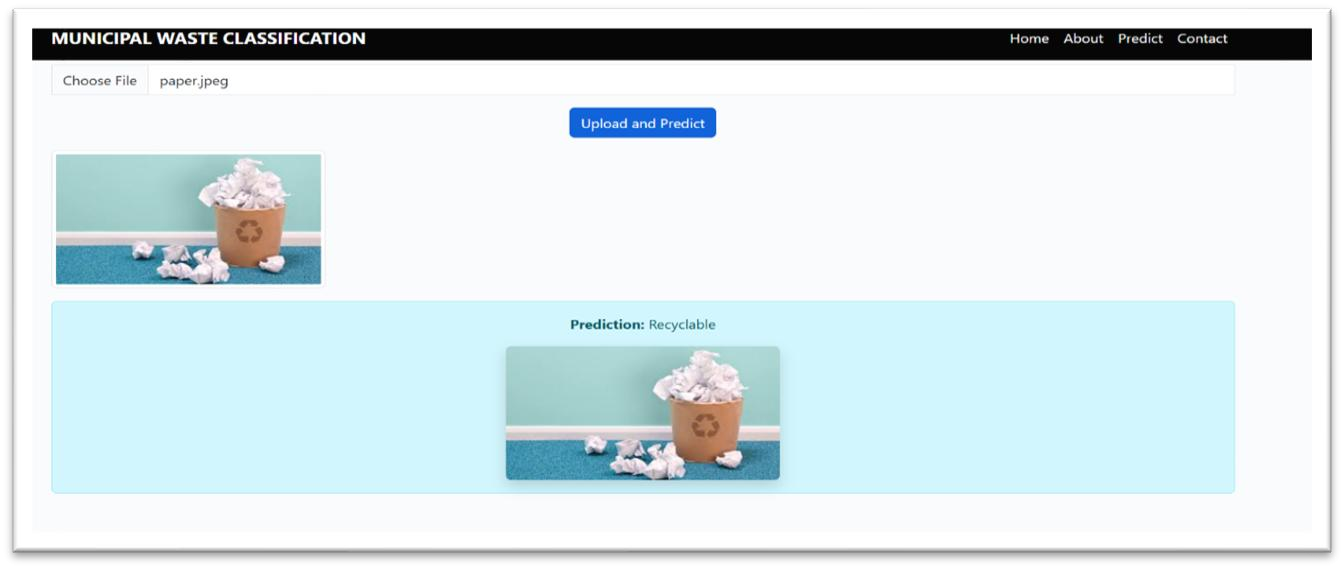 MUNICIPAL WASTE CLASSIFICATION Home About Predict Contact
Choose File paper.jpeg
Upload and Predict
Prediction: Recyclable